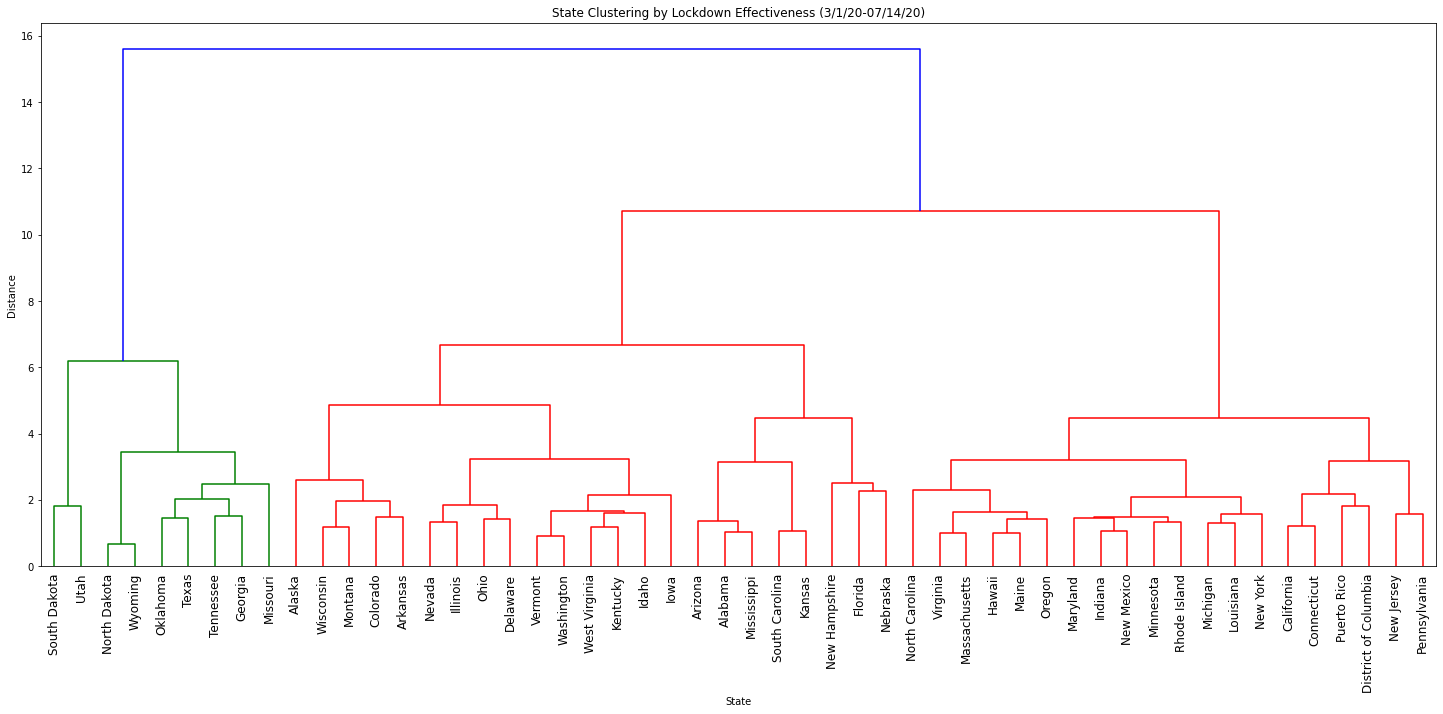 State Clustering by Lockdown Effectiveness (3/1/20-07/14/20)
16
14
12
10
8
6
4
2
0
Distance
South Dakota
Utah
North Dakota
Wyoming
Oklahoma
Texas
Tennessee
Georgia
Missouri
Alaska
Wisconsin
Montana
Colorado
Arkansas
Nevada
Illinois
Ohio
Delaware
Vermont
Washington
West Virginia
Kentucky
Idaho
Iowa
Arizona
Alabama
Mississippi
South Carolina
Kansas
New Hampshire
Florida
Nebraska
North Carolina
Virginia
Massachusetts
Hawaii
Maine
Oregon
Maryland
Indiana
New Mexico
Minnesota
Rhode Island
Michigan
Louisiana
New York
California
Connecticut
Puerto Rico
District of Columbia
New Jersey
Pennsylvania
State